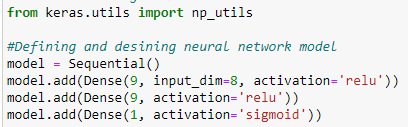 from keras.utils import np_utils
#Defining and desining neural network model
model = Sequential()
model.add(Dense(9, input_dim=8, activation='relu'))
model.add(Dense(9, activation='relu'))
model.add(Dense(1, activation='sigmoid'))